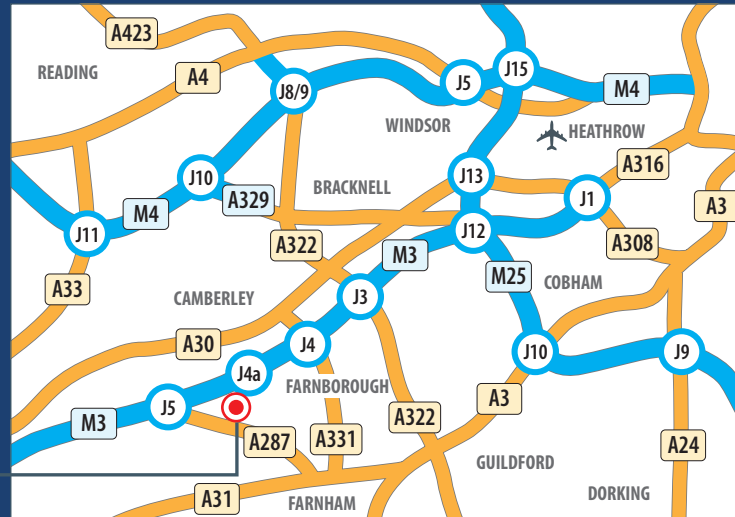 A423
READING
A4
J8/9
J5
J15
M4
WINDSOR
HEATHROW
A316
J10
J13
BRACKNELL
A329
J1
A3
M4
J11
A322
J12
A308
M3
M25
A33
CAMBERLEY
J3
COBHAM
A30
J4
J10
J9
J4a
FARNBOROUGH
J5
A3
M3
A322
A287
A331
A24
GUILDFORD
A31
FARNHAM
DORKING